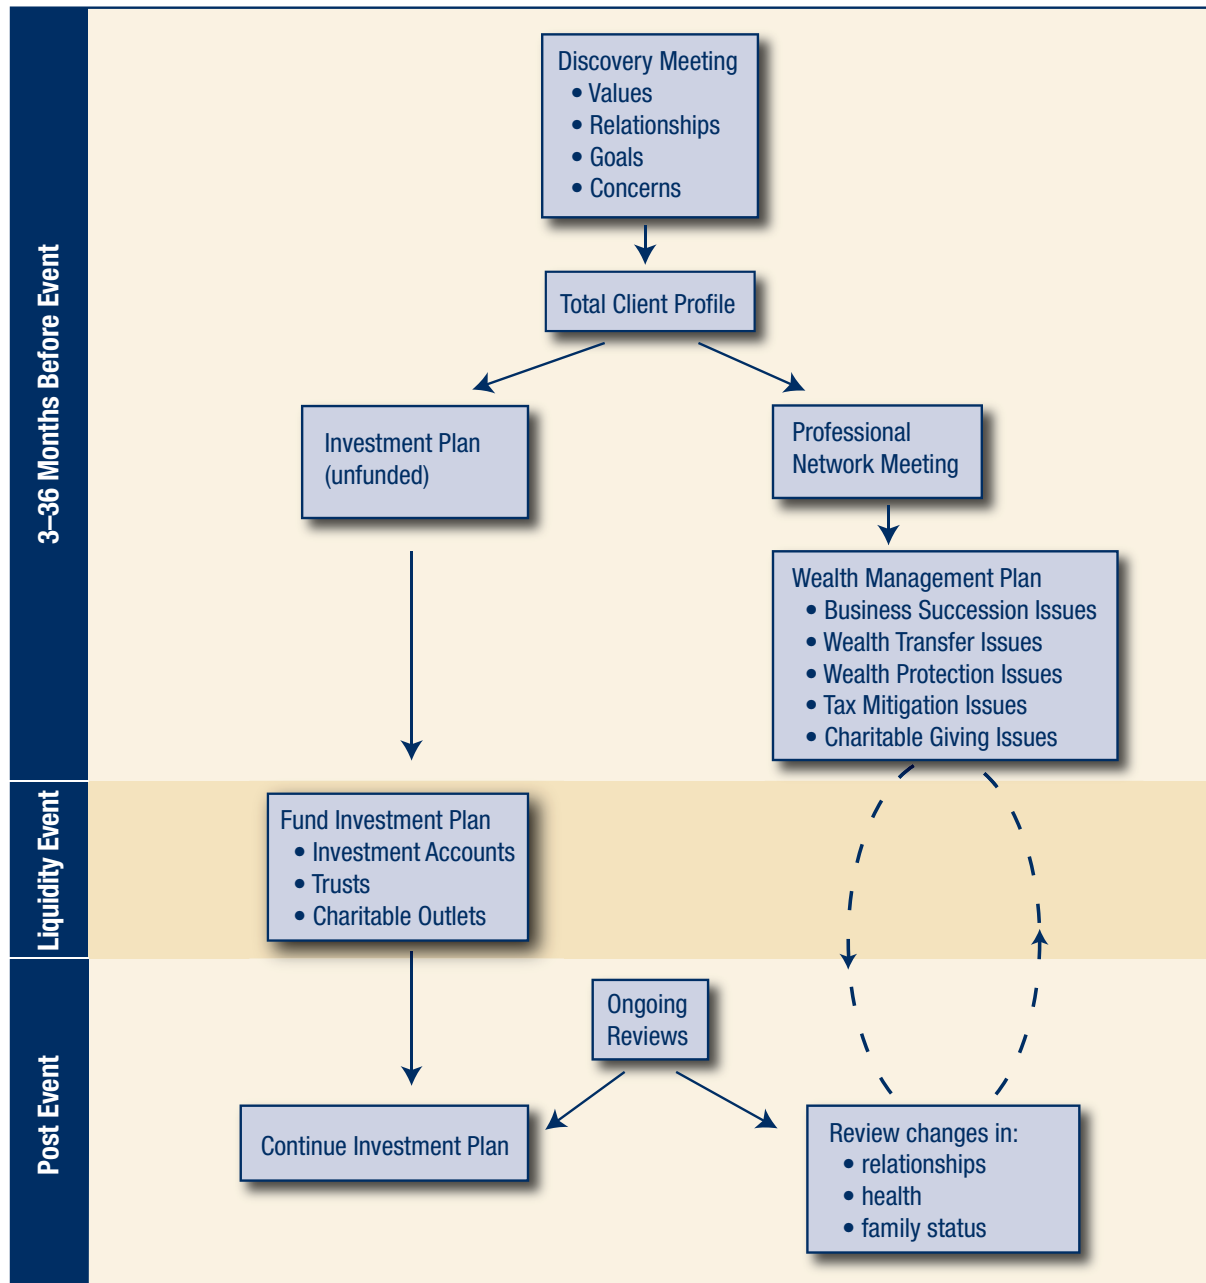 3–36 Months Before Event
Discovery Meeting
• Values
• Relationships
• Goals
• Concerns
Total Client Profile
Investment Plan
(unfunded)
Professional
Network Meeting
Wealth Management Plan
• Business Succession Issues
• Wealth Transfer Issues
• Wealth Protection Issues
• Tax Mitigation Issues
• Charitable Giving Issues
Liquidity Event
Fund Investment Plan
• Investment Accounts
• Trusts
• Charitable Outlets
Post Event
Ongoing
Reviews
Continue Investment Plan
Review changes in:
• relationships
• health
• family status